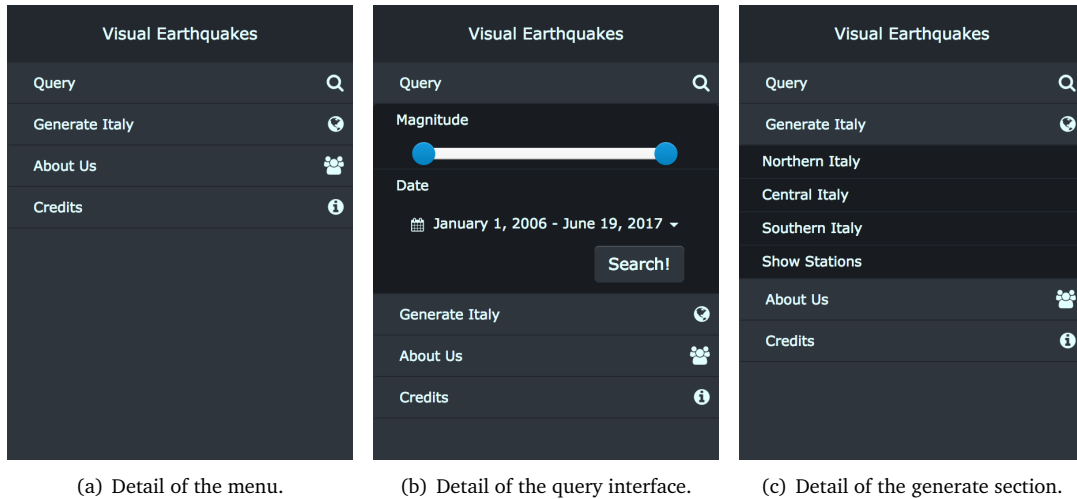 Visual Earthquakes
Query
Generate Italy
About Us
Credits
(a) Detail of the menu.
Visual Earthquakes
Query
Magnitude
Date
January 1, 2006 - June 19, 2017
Search!
Generate Italy
About Us
Credits
(b) Detail of the query interface.
Visual Earthquakes
Query
Generate Italy
Northern Italy
Central Italy
Southern Italy
Show Stations
About Us
Credits
(c) Detail of the generate section.